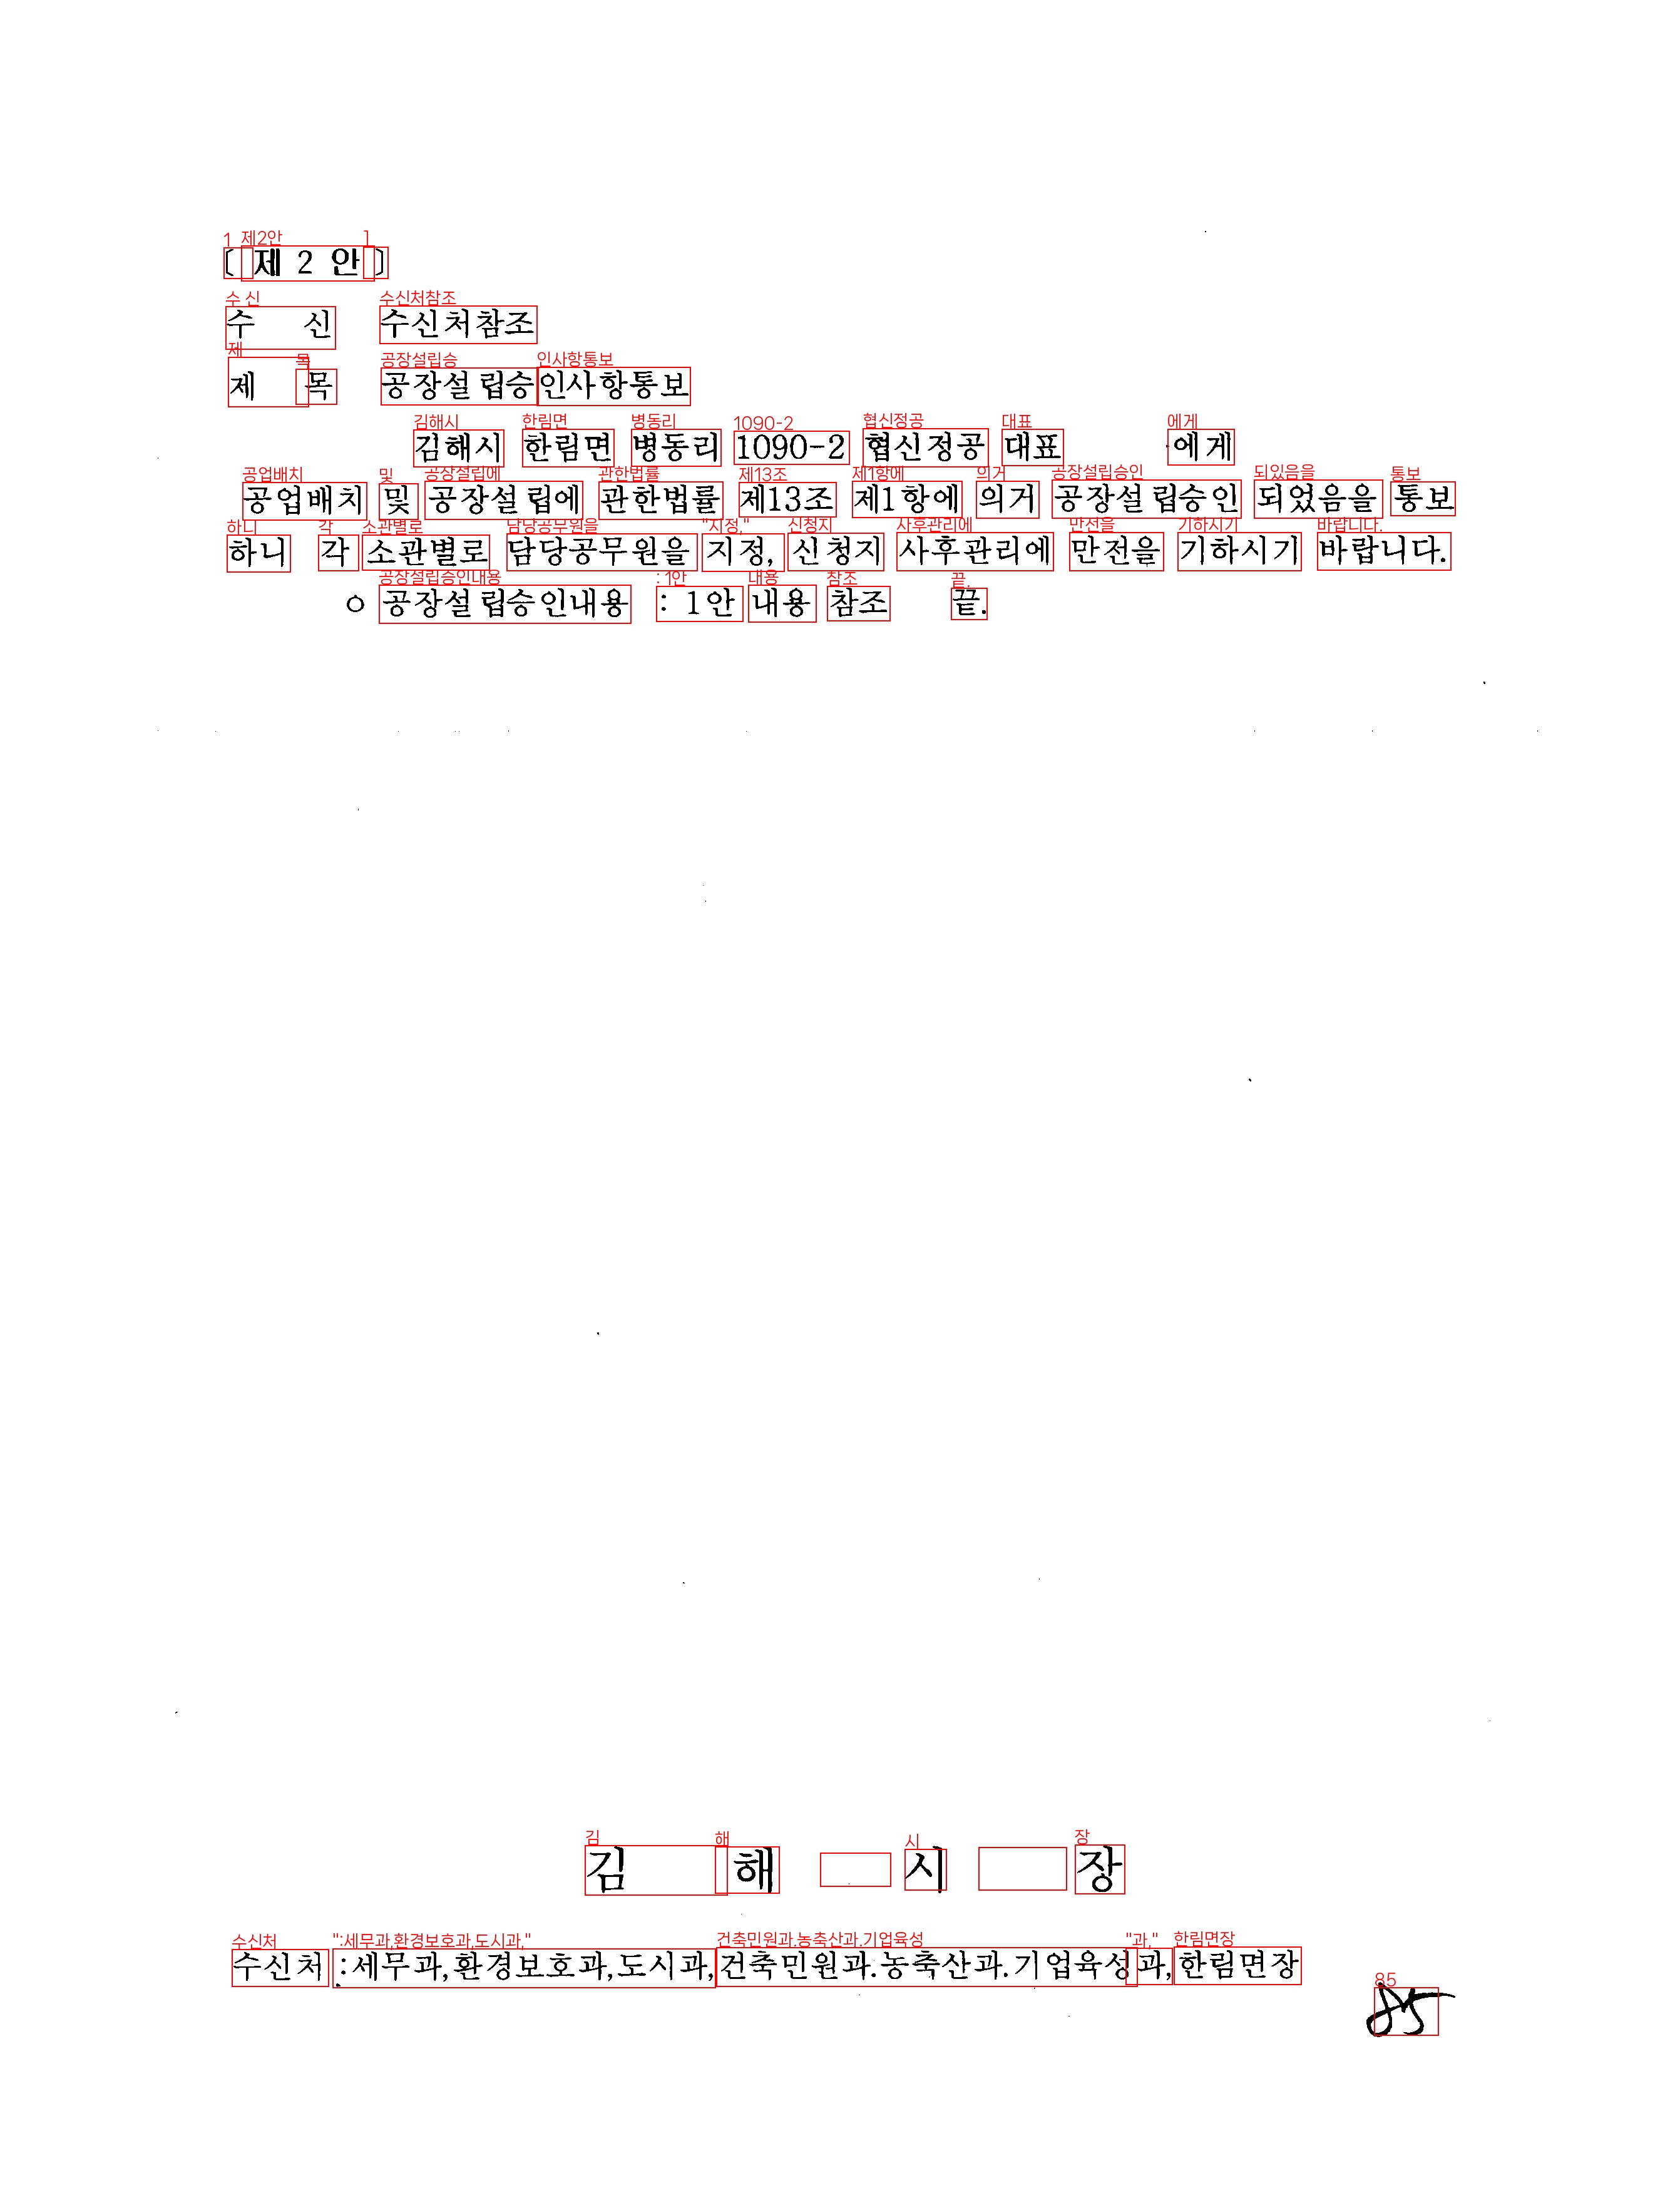 〔 제 2 안 〕
수 신 수신처참조
제 목 공장설립승인사항통보
김해시 한림면 병동리 1090-2 협신정공 대표 에게
공업배치 및 공장설립에 관한법률 제13조 제1항에 의거 공장설립승인 되었음을 통보
하니 각 소관별로 담당공무원을 지정, 신청지 사후관리에 만전을 기하시기 바랍니다.
ㅇ 공장설립승인내용 : 1안 내용 참조 끝.
김 해 시 장
수신처 :세무과,환경보호과,도시과,건축민원과.농축산과.기업육성과,한림면장
85